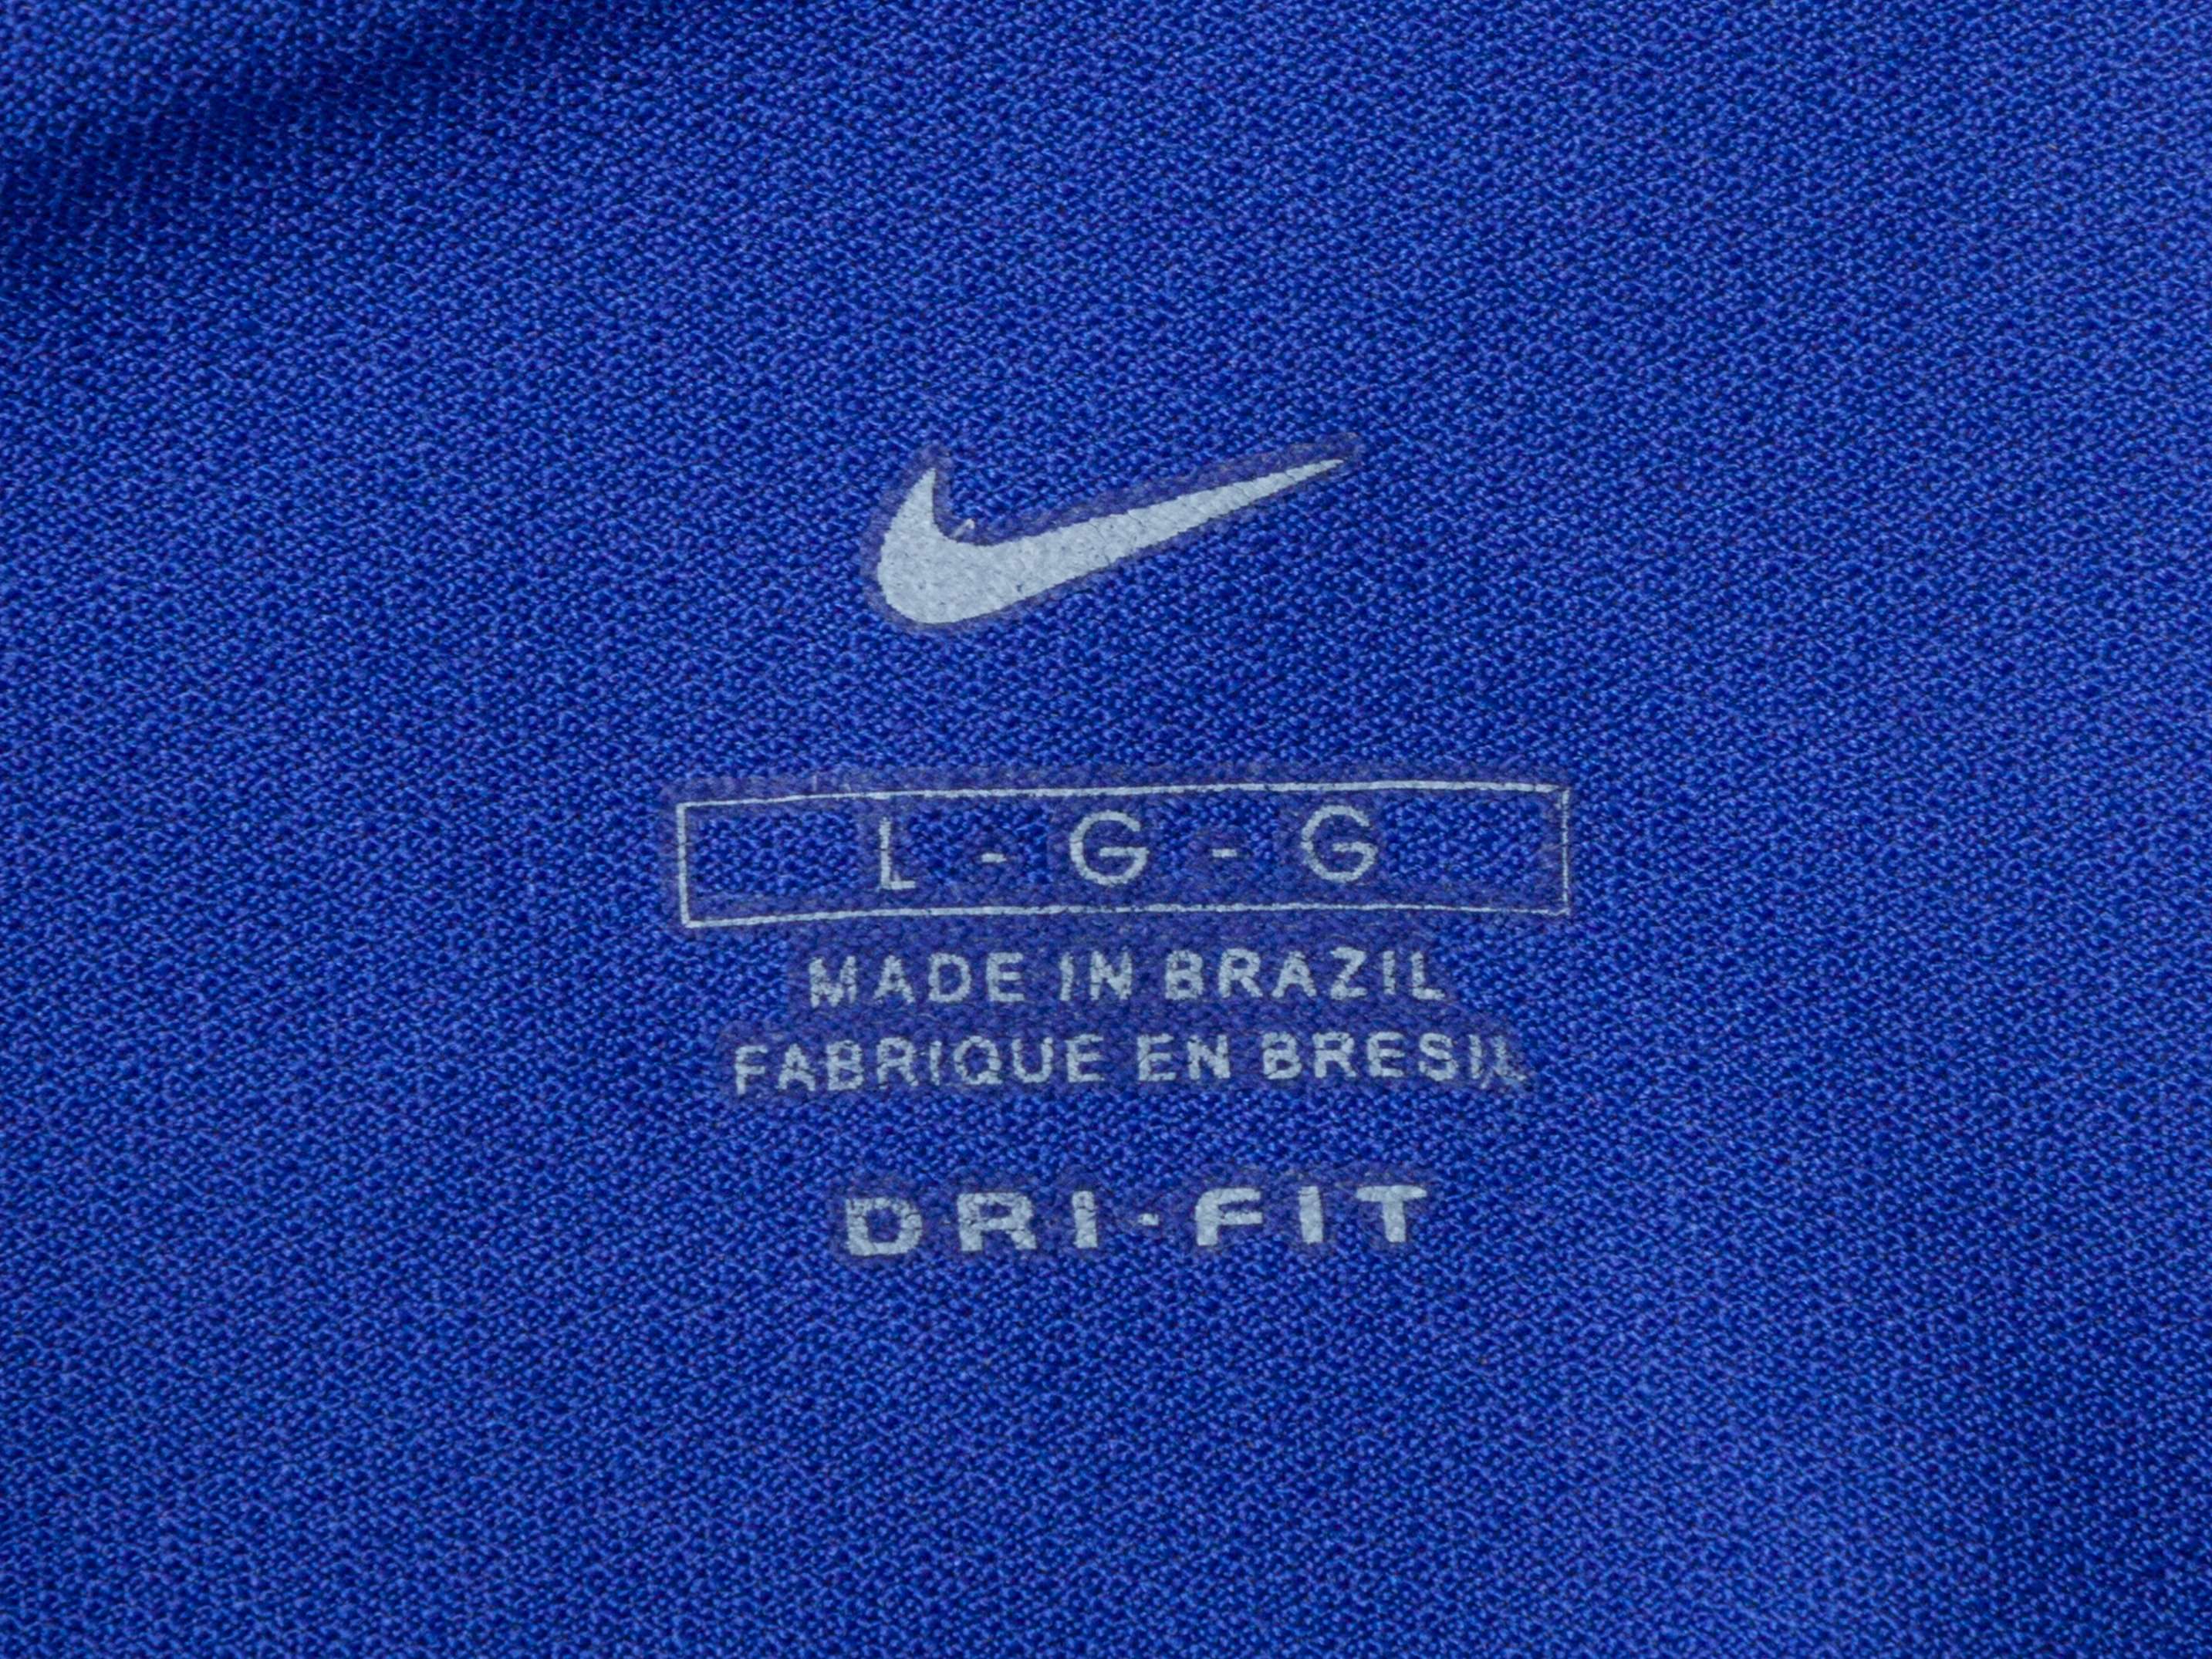 L - G - G
MADE IN BRAZIL
FABRIQUE EN BRESIL
DRI-FIT